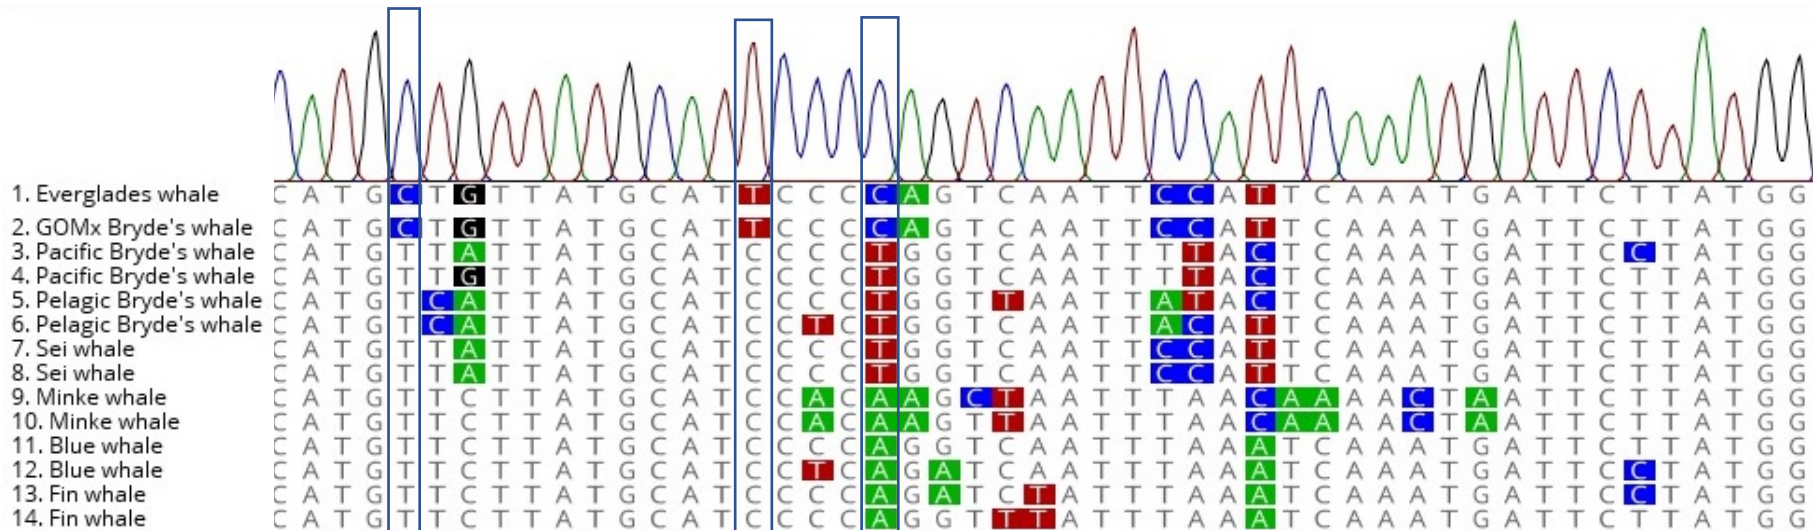 1. Everglades whale C A T G C T G T T A T G C A T T C C C C A G T C A A T T C C A T T C A A A T G A T T C T T A T G G
2. GOMx Bryde's whale C A T G C T G T T A T G C A T T C C C C A G T C A A T T C C A T T C A A A T G A T T C T T A T G G
3. Pacific Bryde's whale C A T G T T A T T A T G C A T C C C C T G G T C A A T T T T A C T C A A A T G A T T C C T A T G G
4. Pacific Bryde's whale C A T G T T G T T A T G C A T C C C C T G G T C A A T T T T A C T C A A A T G A T T C T T A T G G
5. Pelagic Bryde's whale C A T G T C A T T A T G C A T C C C C T G G T T A A T T A T A C T C A A A T G A T T C T T A T G G
6. Pelagic Bryde's whale C A T G T C A T T A T G C A T C C T C T G G T C A A T T A C A T T C A A A T G A T T C T T A T G G
7. Sei whale C A T G T T A T T A T G C A T C C C C T G G T C A A T T C C A T T C A A A T G A T T C T T A T G G
8. Sei whale C A T G T T A T T A T G C A T C C C C T G G T C A A T T C C A T T C A A A T G A T T C T T A T G G
9. Minke whale C A T G T T C T T A T G C A T C C A C A A G C T A A T T T A A C A A A A C T A A T T C T T A T G G
10. Minke whale C A T G T T C T T A T G C A T C C A C A A G T T A A T T T A A C A A A A C T A A T T C T T A T G G
11. Blue whale C A T G T T C T T A T G C A T C C C C A G G T C A A T T T A A A T C A A A T G A T T C T T A T G G
12. Blue whale C A T G T T C T T A T G C A T C C T C A G A T C A A T T T A A A T C A A A T G A T T C C T A T G G
13. Fin whale C A T G T T C T T A T G C A T C C C C A G A T C T A T T T A A A T C A A A T G A T T C C T A T G G
14. Fin whale C A T G T T C T T A T G C A T C C C C A G G T T T A T T T A A A T C A A A T G A T T C T T A T G G